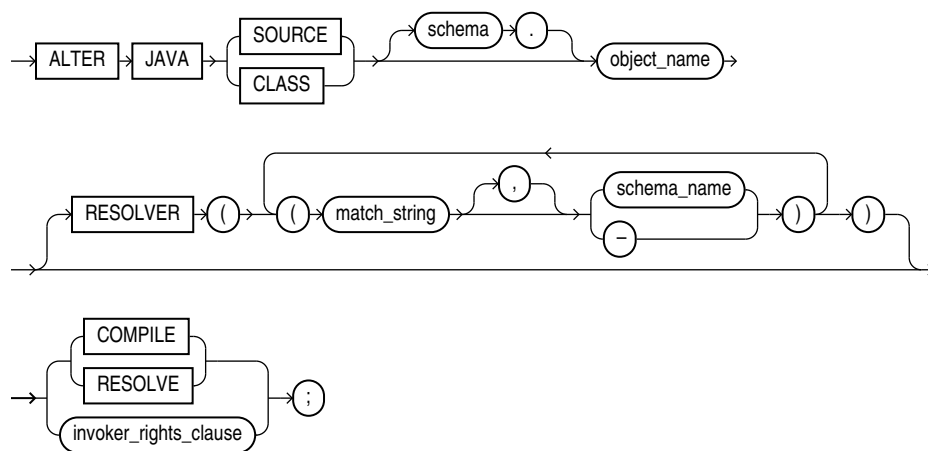 ALTER JAVA SOURCE CLASS schema . object_name
RESOLVER ( ( match_string , schema_name – ) )
COMPILE RESOLVE invoker_rights_clause ;